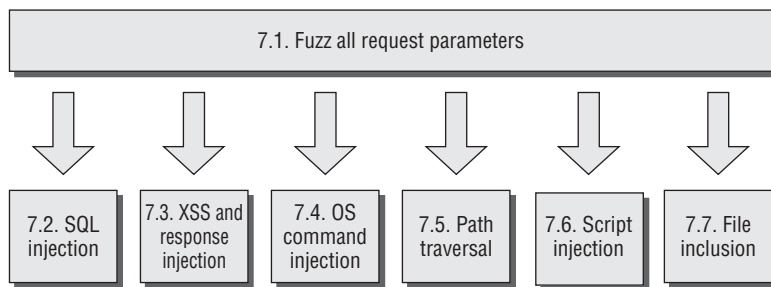 7.1. Fuzz all request parameters
7.2. SQL
injection
7.3. XSS and
response
injection
7.4. OS
command
injection
7.5. Path
traversal
7.6. Script
injection
7.7. File
inclusion